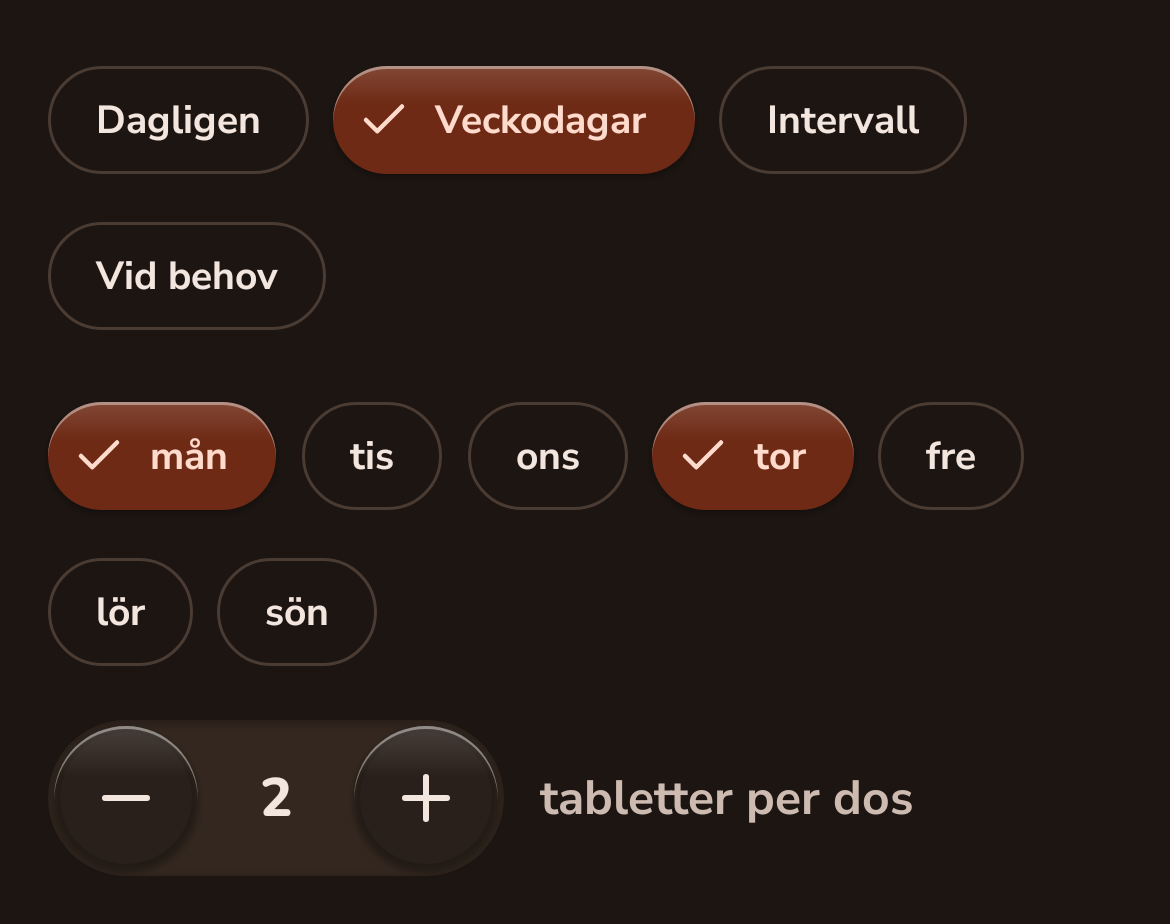 Dagligen Veckodagar Intervall
Vid behov
mån tis ons tor fre
lör sön
2 tabletter per dos